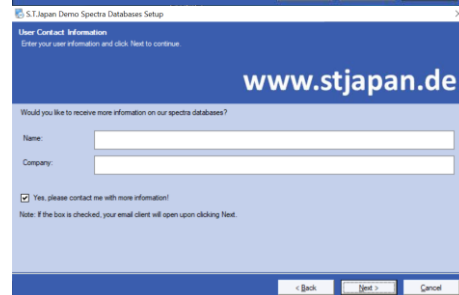 S.T.Japan Demo Spectra Databases Setup
User Contact Information
Enter your user information and click Next to continue.
www.stjapan.de
Would you like to receive more information on our spectra databases?
Name:
Company:
Yes, please contact me with more information!
Note: If the box is checked, your email client will open upon clicking Next.
< Back Next > Cancel